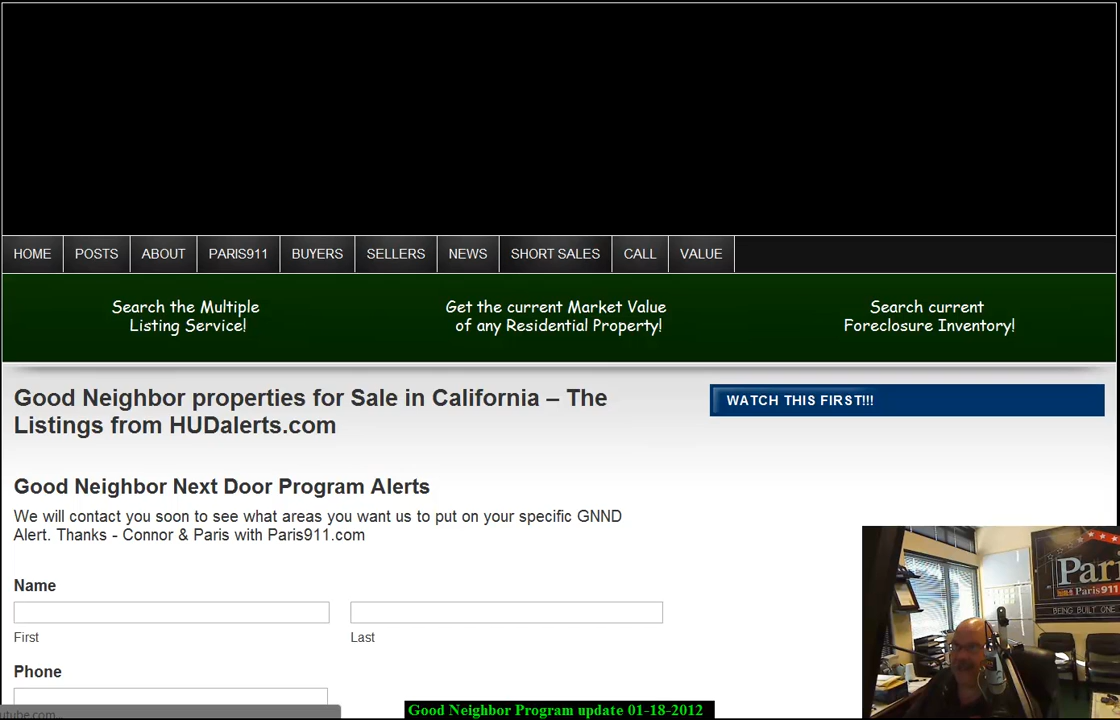 HOME POSTS ABOUT PARIS911 BUYERS SELLERS NEWS SHORT SALES CALL VALUE
Search the Multiple
Listing Service!
Get the current Market Value
of any Residential Property!
Search current
Foreclosure Inventory!
Good Neighbor properties for Sale in California – The
Listings from HUDalerts.com
WATCH THIS FIRST!!!
Good Neighbor Next Door Program Alerts
We will contact you soon to see what areas you want us to put on your specific GNND
Alert. Thanks - Connor & Paris with Paris911.com
Name
First
Last
Phone
Paris911
BEING BUILT ONE
Good Neighbor Program update 01-18-2012